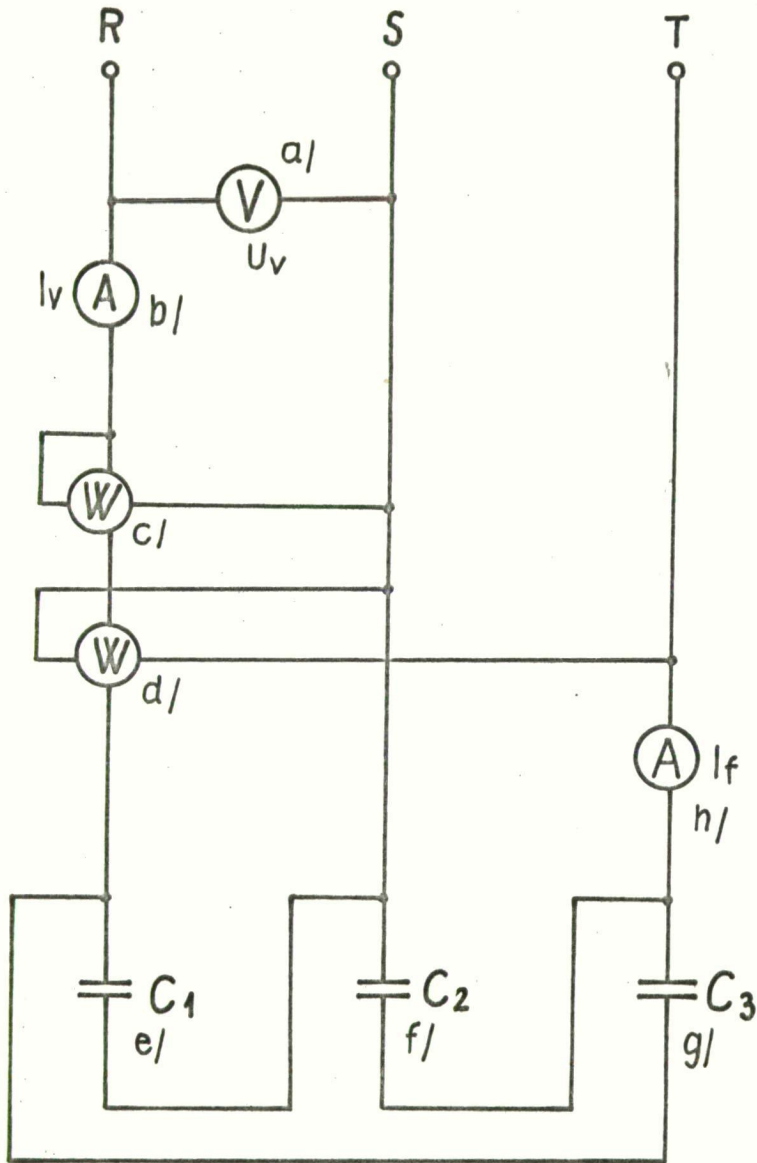 R S T
a/
V
Uv
Iv A b/
W
c/
W
d/
A If
h/
C1 C2 C3
e/ f/ g/